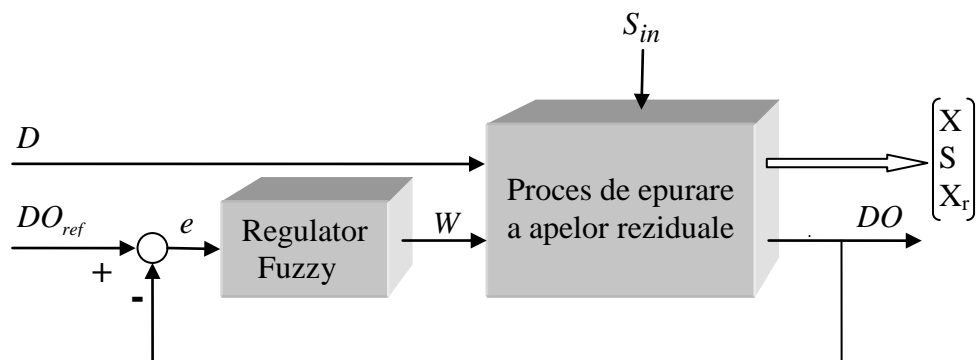 S_in
D
DO_ref
+
-
e
Regulator
Fuzzy
W
Proces de epurare
a apelor reziduale
X
S
X_r
DO